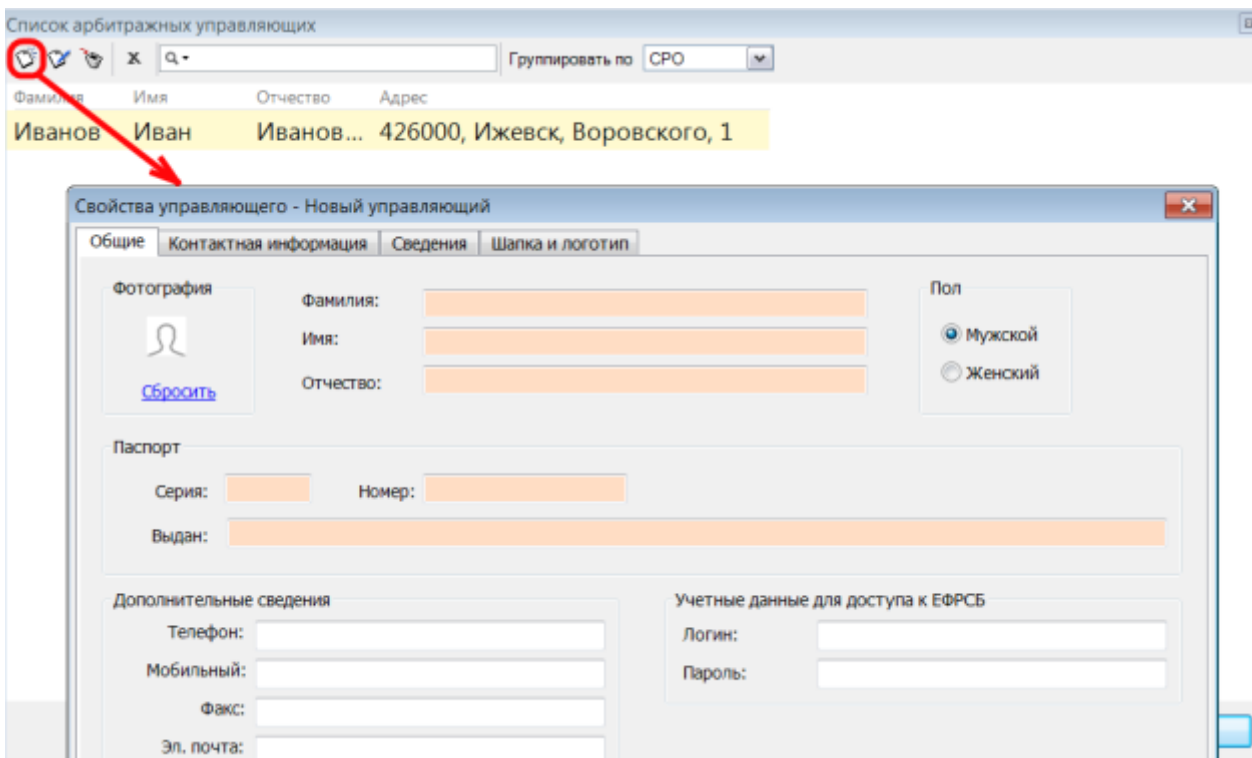 Список арбитражных управляющих
Группировать по СРО
Фамилия Имя Отчество Адрес
Иванов Иван Иванов... 426000, Ижевск, Воровского, 1
Свойства управляющего - Новый управляющий
Общие Контактная информация Сведения Шапка и логотип
Фотография Пол
Фамилия:
Имя: Мужской
Отчество: Женский
Сбросить
Паспорт
Серия: Номер:
Выдан:
Дополнительные сведения Учетные данные для доступа к ЕФРСБ
Телефон: Логин:
Мобильный: Пароль:
Факс:
Эл. почта: